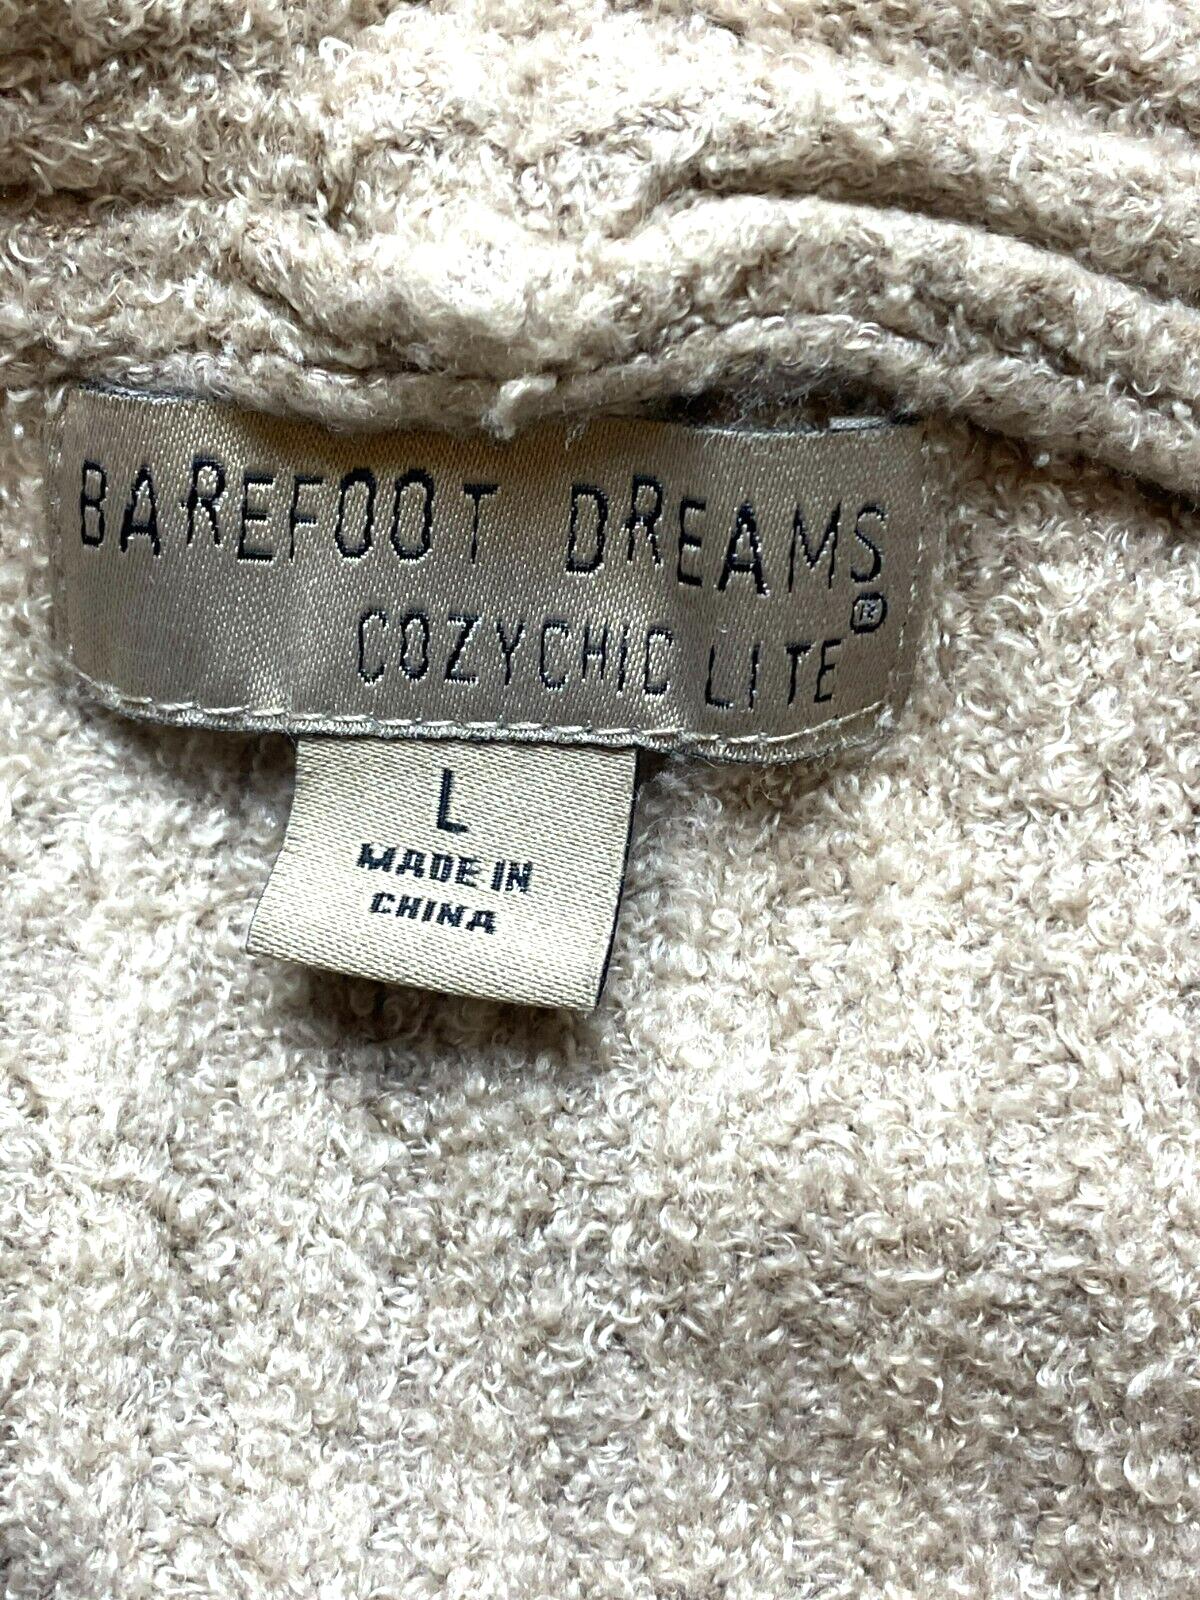 BAREFOOT DREAMS
COZYCHIC LITE®
L
MADE IN
CHINA